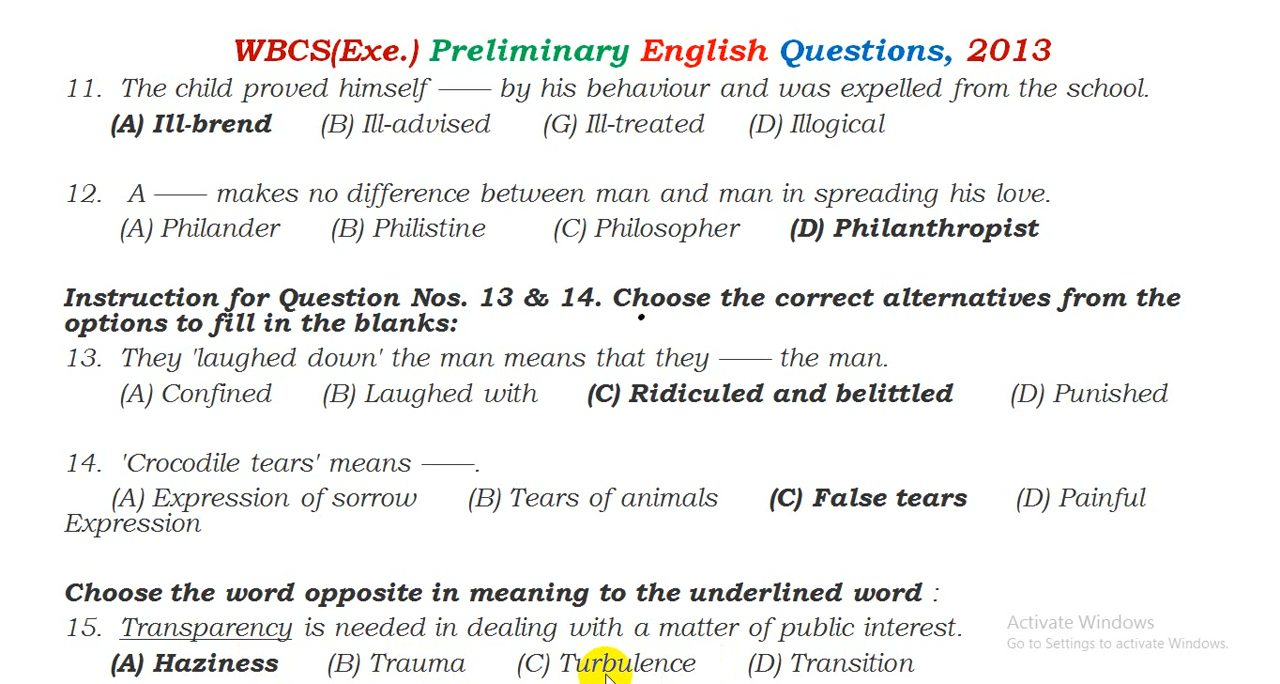 WBCS(Exe.) Preliminary English Questions, 2013
11. The child proved himself —— by his behaviour and was expelled from the school.
(A) Ill-brend (B) Ill-advised (G) Ill-treated (D) Illogical
12. A —— makes no difference between man and man in spreading his love.
(A) Philander (B) Philistine (C) Philosopher (D) Philanthropist
Instruction for Question Nos. 13 & 14. Choose the correct alternatives from the
options to fill in the blanks:
13. They 'laughed down' the man means that they —— the man.
(A) Confined (B) Laughed with (C) Ridiculed and belittled (D) Punished
14. 'Crocodile tears' means ——.
(A) Expression of sorrow (B) Tears of animals (C) False tears (D) Painful
Expression
Choose the word opposite in meaning to the underlined word :
15. Transparency is needed in dealing with a matter of public interest.
(A) Haziness (B) Trauma (C) Turbulence (D) Transition
Activate Windows
Go to Settings to activate Windows.